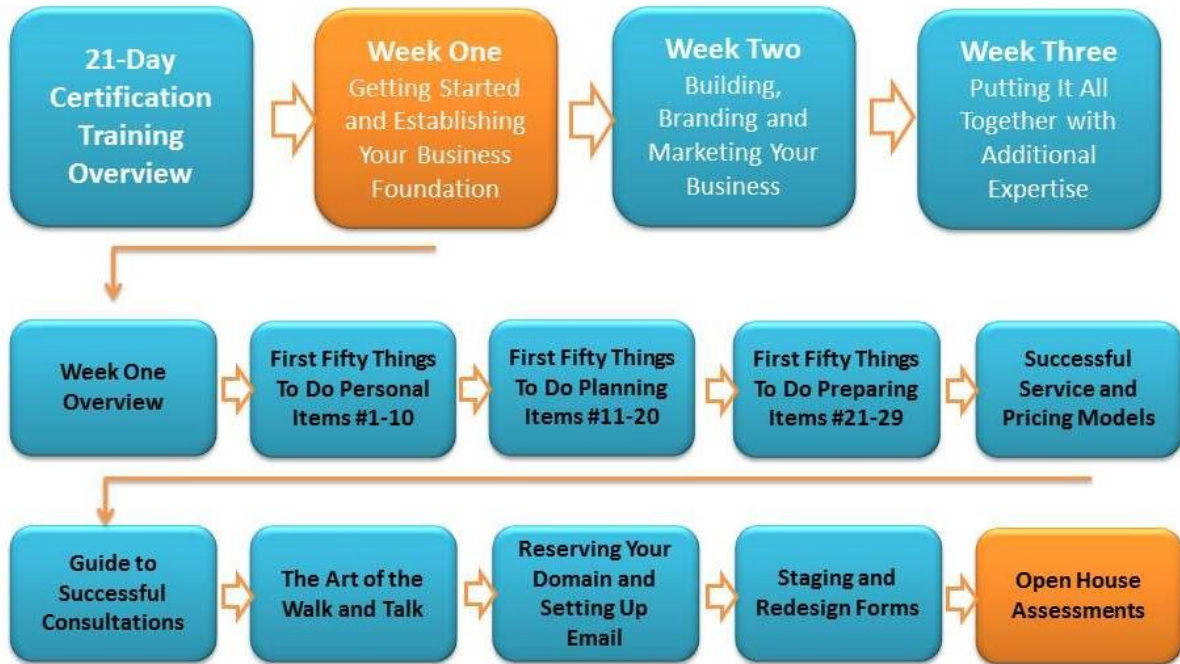 21-Day
Certification
Training
Overview
Week One
Getting Started
and Establishing
Your Business
Foundation
Week Two
Building,
Branding and
Marketing Your
Business
Week Three
Putting It All
Together with
Additional
Expertise
Week One
Overview
First Fifty Things
To Do Personal
Items #1-10
First Fifty Things
To Do Planning
Items #11-20
First Fifty Things
To Do Preparing
Items #21-29
Successful
Service and
Pricing Models
Guide to
Successful
Consultations
The Art of the
Walk and Talk
Reserving Your
Domain and
Setting Up
Email
Staging and
Redesign Forms
Open House
Assessments